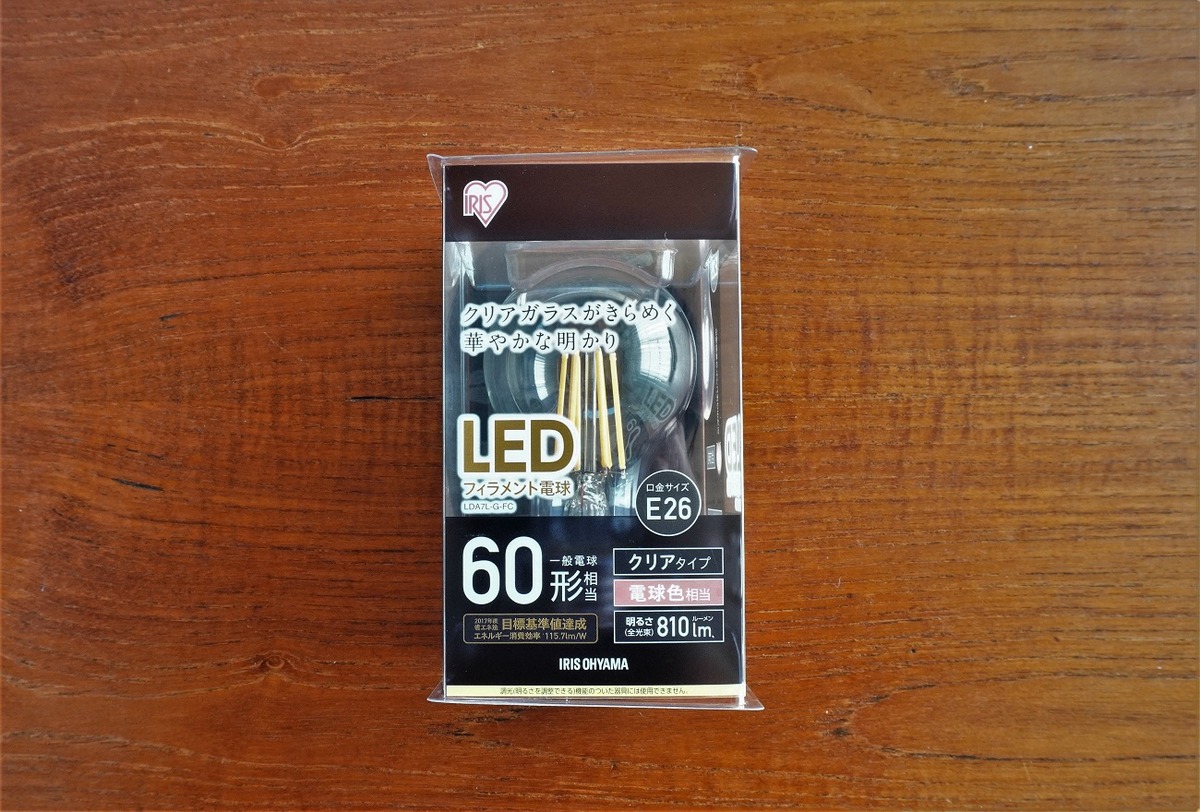 IRIS
クリアガラスがきらめく
華やかな明かり
LED
フィラメント電球
LDA7L-G-FC
口金サイズ
E26
60形
一般電球
相当
クリアタイプ
電球色相当
明るさ
(全光束)
810 lm
ルーメン
2017年度
省エネ法
目標基準値達成
エネルギー消費効率 115.7lm/W
IRIS OHYAMA
調光(明るさを調整できる)機能のついた器具には使用できません。
LED
60